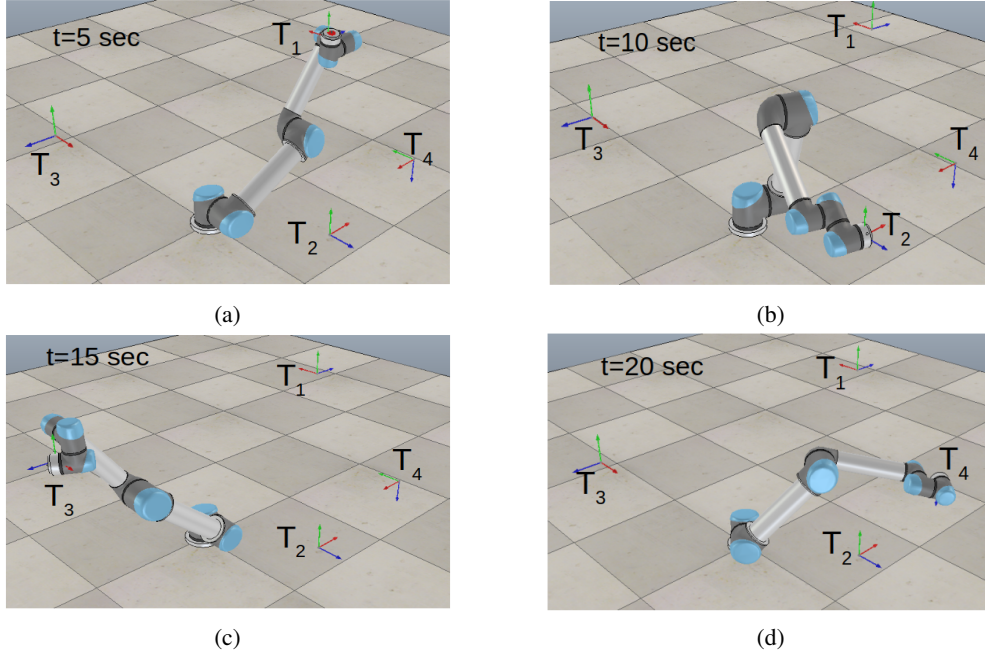 t=5 sec
T1
T3
T4
T2
(a)
t=10 sec
T1
T3
T4
T2
(b)
t=15 sec
T1
T4
T3
T2
(c)
t=20 sec
T1
T4
T3
T2
(d)